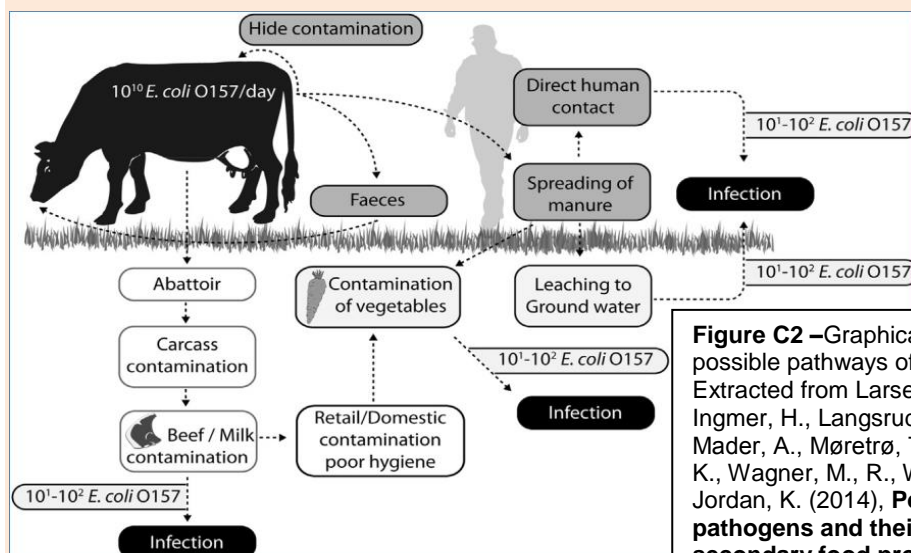 Hide contamination
10¹⁰ E. coli O157/day
Direct human
contact
10¹-10² E. coli O157
Faeces
Spreading of
manure
Infection
Abattoir
Contamination
of vegetables
Leaching to
Ground water
10¹-10² E. coli O157
Carcass
contamination
10¹-10² E. coli O157
Beef / Milk
contamination
Retail/Domestic
contamination
poor hygiene
Infection
10¹-10² E. coli O157
Infection
Figure C2 –Graphica
possible pathways of
Extracted from Larse
Ingmer, H., Langsruc
Mader, A., Møretrø, T
K., Wagner, M., R., W
Jordan, K. (2014), Pe
pathogens and their